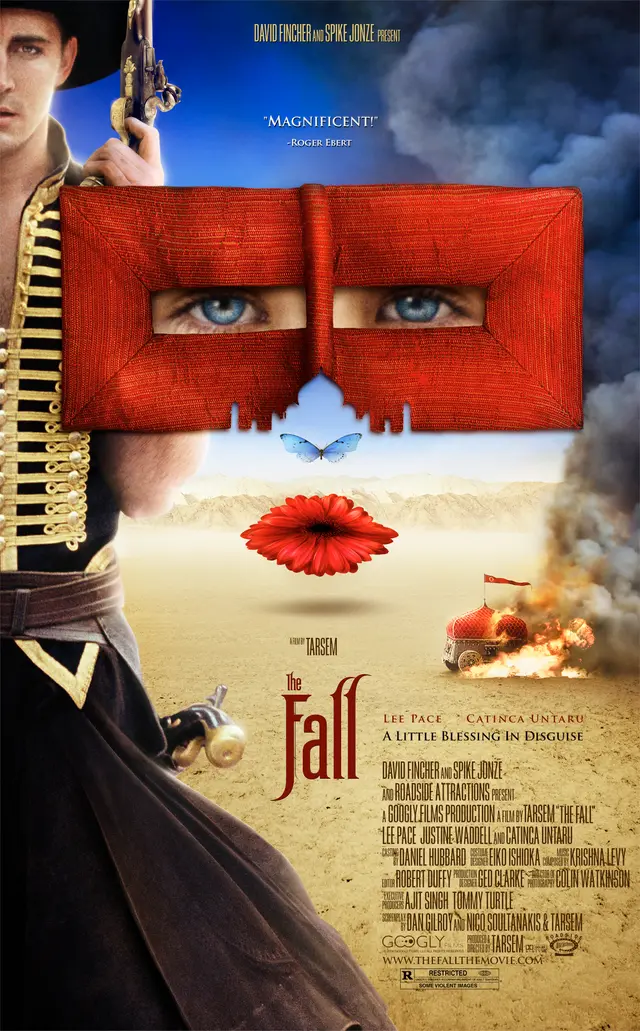 DAVID FINCHER AND SPIKE JONZE PRESENT
"MAGNIFICENT!"
-ROGER EBERT
A FILM BY TARSEM
The Fall
LEE PACE CATINCA UNTARU
A LITTLE BLESSING IN DISGUISE
DAVID FINCHER AND SPIKE JONZE
AND ROADSIDE ATTRACTIONS PRESENT
A GOOGLY FILMS PRODUCTION A FILM BY TARSEM "THE FALL"
LEE PACE JUSTINE WADDELL AND CATINCA UNTARU
CASTING BY DANIEL HUBBARD COSTUME DESIGNER EIKO ISHIOKA MUSIC COMPOSED BY KRISHNA LEVY
EDITOR ROBERT DUFFY PRODUCTION DESIGNER GED CLARKE DIRECTOR OF PHOTOGRAPHY COLIN WATKINSON
EXECUTIVE PRODUCERS AJIT SINGH TOMMY TURTLE
SCREENPLAY BY DAN GILROY AND NICO SOULTANAKIS & TARSEM
GOOGLY FILMS PRODUCED & DIRECTED BY TARSEM ROADSIDE
WWW.THEFALLTHEMOVIE.COM
R RESTRICTED
SOME VIOLENT IMAGES